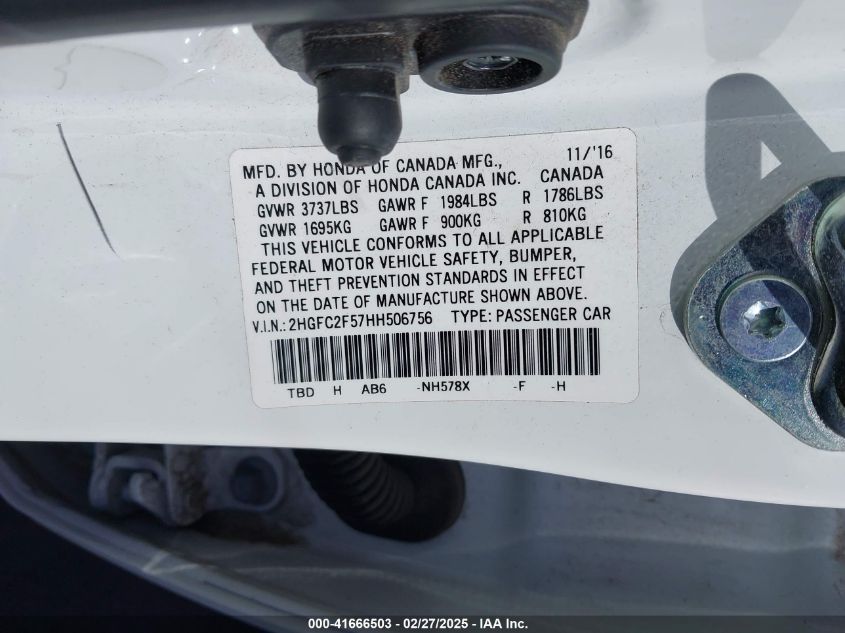 MFD. BY HONDA OF CANADA MFG., 11/'16
A DIVISION OF HONDA CANADA INC. CANADA
GVWR 3737LBS GAWR F 1984LBS R 1786LBS
GVWR 1695KG GAWR F 900KG R 810KG
THIS VEHICLE CONFORMS TO ALL APPLICABLE
FEDERAL MOTOR VEHICLE SAFETY, BUMPER,
AND THEFT PREVENTION STANDARDS IN EFFECT
ON THE DATE OF MANUFACTURE SHOWN ABOVE.
V.I.N.: 2HGFC2F57HH506756 TYPE: PASSENGER CAR
TBD H AB6 -NH578X -F -H
000-41666503 - 02/27/2025 - IAA Inc.